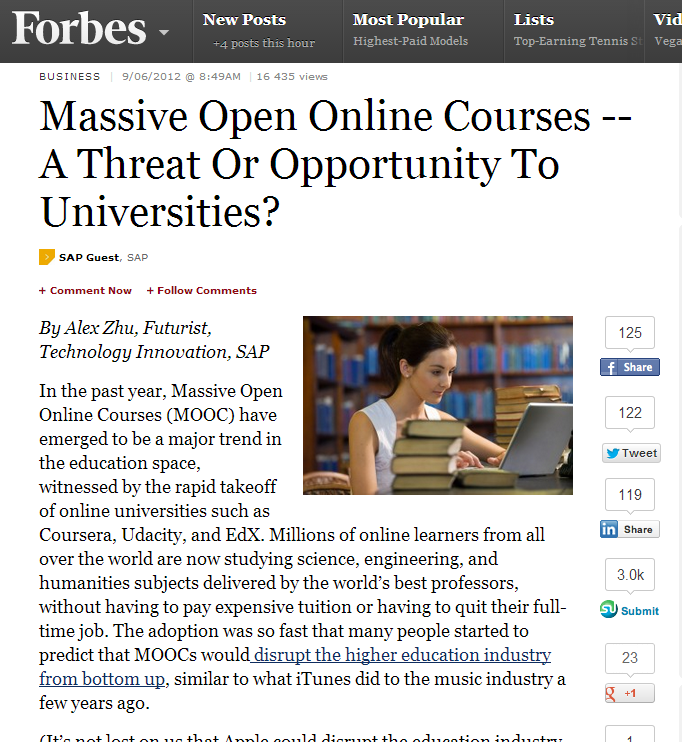 Forbes
New Posts
+4 posts this hour
Most Popular
Highest-Paid Models
Lists
Top-Earning Tennis St
Vid
Vega
BUSINESS | 9/06/2012 @ 8:49AM | 16 435 views
Massive Open Online Courses --
A Threat Or Opportunity To
Universities?
SAP Guest, SAP
+ Comment Now + Follow Comments
By Alex Zhu, Futurist,
Technology Innovation, SAP
In the past year, Massive Open
Online Courses (MOOC) have
emerged to be a major trend in
the education space,
witnessed by the rapid takeoff
of online universities such as
Coursera, Udacity, and EdX. Millions of online learners from all
over the world are now studying science, engineering, and
humanities subjects delivered by the world's best professors,
without having to pay expensive tuition or having to quit their full-
time job. The adoption was so fast that many people started to
predict that MOOCs would disrupt the higher education industry
from bottom up, similar to what iTunes did to the music industry a
few years ago.
(It's not lost on us that Apple could disrupt the education industry
125
f Share
122
Tweet
119
in Share
3.0k
Submit
23
g +1
1